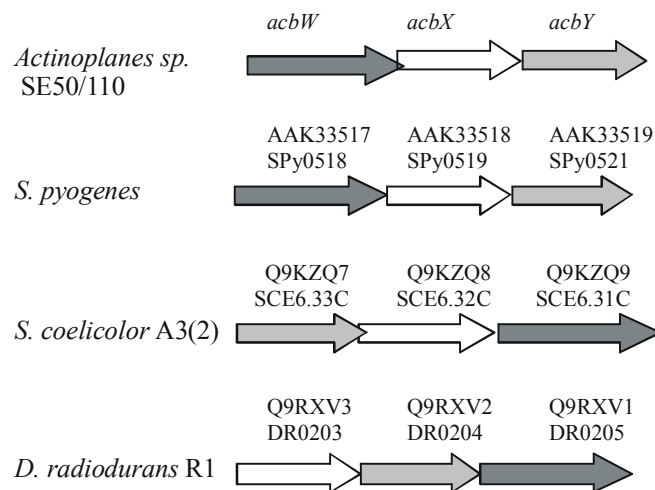 acbW acbX acbY
Actinoplanes sp.
SE50/110
AAK33517 AAK33518 AAK33519
SPy0518 SPy0519 SPy0521
S. pyogenes
Q9KZQ7 Q9KZQ8 Q9KZQ9
SCE6.33C SCE6.32C SCE6.31C
S. coelicolor A3(2)
Q9RXV3 Q9RXV2 Q9RXV1
DR0203 DR0204 DR0205
D. radiodurans R1